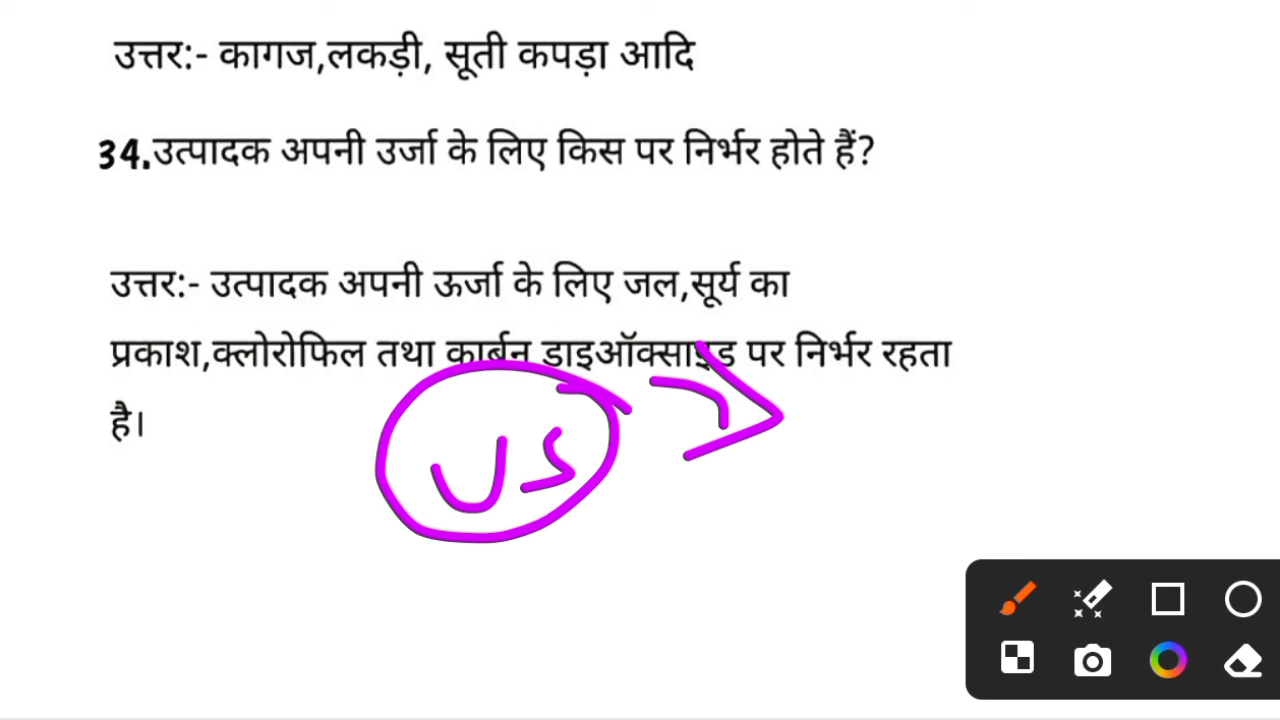 उत्तर:- कागज,लकड़ी, सूती कपड़ा आदि
34.उत्पादक अपनी उर्जा के लिए किस पर निर्भर होते हैं?
उत्तर:- उत्पादक अपनी ऊर्जा के लिए जल,सूर्य का
प्रकाश,क्लोरोफिल तथा कार्बन डाइऑक्साइड पर निर्भर रहता
है।
US